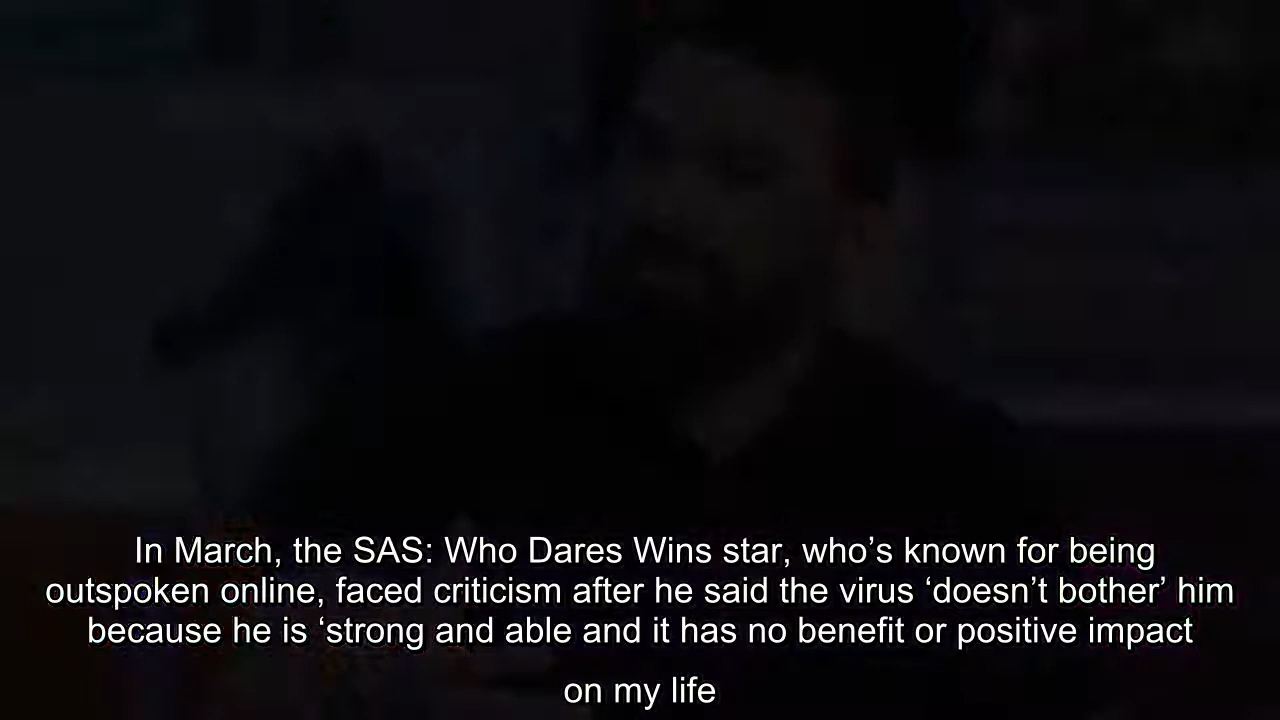 In March, the SAS: Who Dares Wins star, who’s known for being
outspoken online, faced criticism after he said the virus ‘doesn’t bother’ him
because he is ‘strong and able and it has no benefit or positive impact
on my life